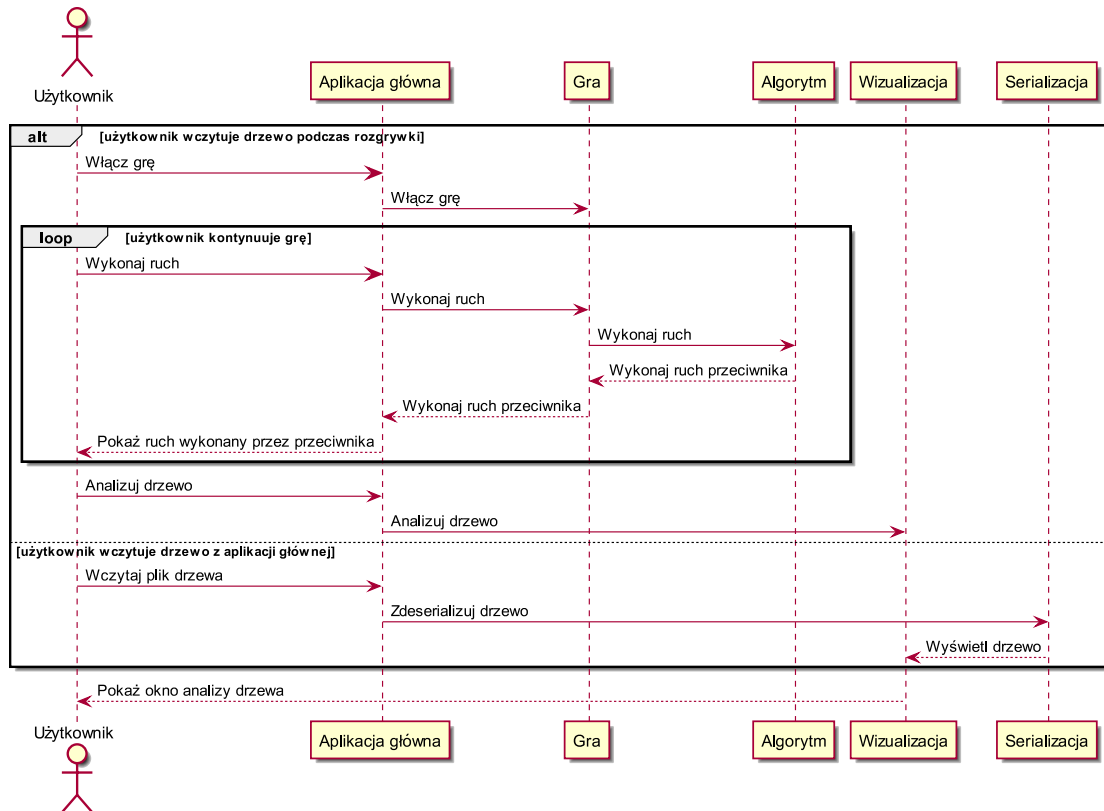 Użytkownik
Aplikacja główna
Gra
Algorytm
Wizualizacja
Serializacja
alt
[użytkownik wczytuje drzewo podczas rozgrywki]
Włącz grę
Włącz grę
loop
[użytkownik kontynuuje grę]
Wykonaj ruch
Wykonaj ruch
Wykonaj ruch
Wykonaj ruch przeciwnika
Wykonaj ruch przeciwnika
Pokaż ruch wykonany przez przeciwnika
Analizuj drzewo
Analizuj drzewo
[użytkownik wczytuje drzewo z aplikacji głównej]
Wczytaj plik drzewa
Zdeserializuj drzewo
Wyświetl drzewo
Pokaż okno analizy drzewa
Użytkownik
Aplikacja główna
Gra
Algorytm
Wizualizacja
Serializacja